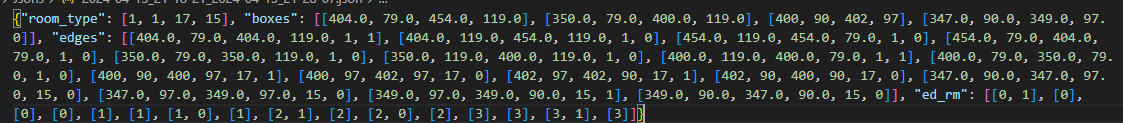 {"room_type": [1, 1, 17, 15], "boxes": [[404.0, 79.0, 454.0, 119.0], [350.0, 79.0, 400.0, 119.0], [400, 90, 402, 97], [347.0, 90.0, 349.0, 97.
0]], "edges": [[404.0, 79.0, 404.0, 119.0, 1, 1], [404.0, 119.0, 454.0, 119.0, 1, 0], [454.0, 119.0, 454.0, 79.0, 1, 0], [454.0, 79.0, 404.0,
79.0, 1, 0], [350.0, 79.0, 350.0, 119.0, 1, 0], [350.0, 119.0, 400.0, 119.0, 1, 0], [400.0, 119.0, 400.0, 79.0, 1, 1], [400.0, 79.0, 350.0, 79.
0, 1, 0], [400, 90, 400, 97, 17, 1], [400, 97, 402, 97, 17, 0], [402, 97, 402, 90, 17, 1], [402, 90, 400, 90, 17, 0], [347.0, 90.0, 347.0, 97.
0, 15, 0], [347.0, 97.0, 349.0, 97.0, 15, 0], [349.0, 97.0, 349.0, 90.0, 15, 1], [349.0, 90.0, 347.0, 90.0, 15, 0]], "ed_rm": [[0, 1], [0],
[0], [0], [1], [1], [1, 0], [1], [2, 1], [2], [2, 0], [2], [3], [3], [3, 1], [3]]}